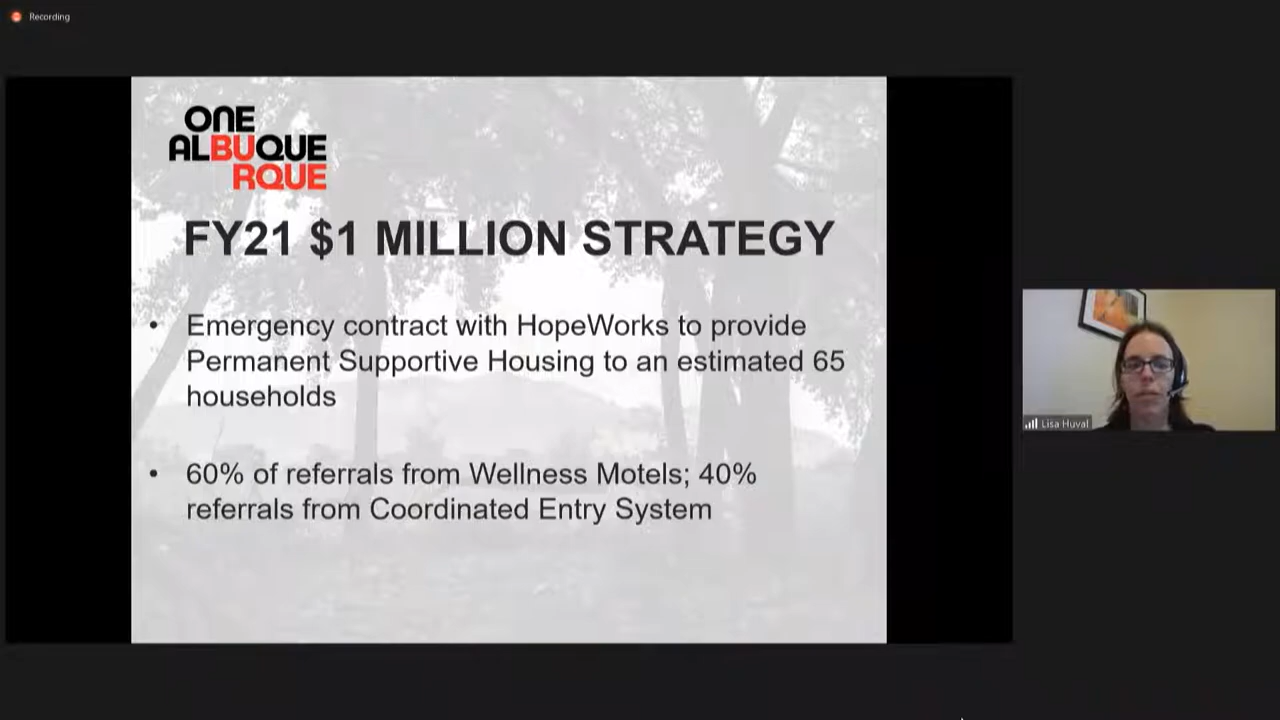 Recording
ONE
ALBUQUE
RQUE
FY21 $1 MILLION STRATEGY
• Emergency contract with HopeWorks to provide
Permanent Supportive Housing to an estimated 65
households
• 60% of referrals from Wellness Motels; 40%
referrals from Coordinated Entry System
Lisa Huval